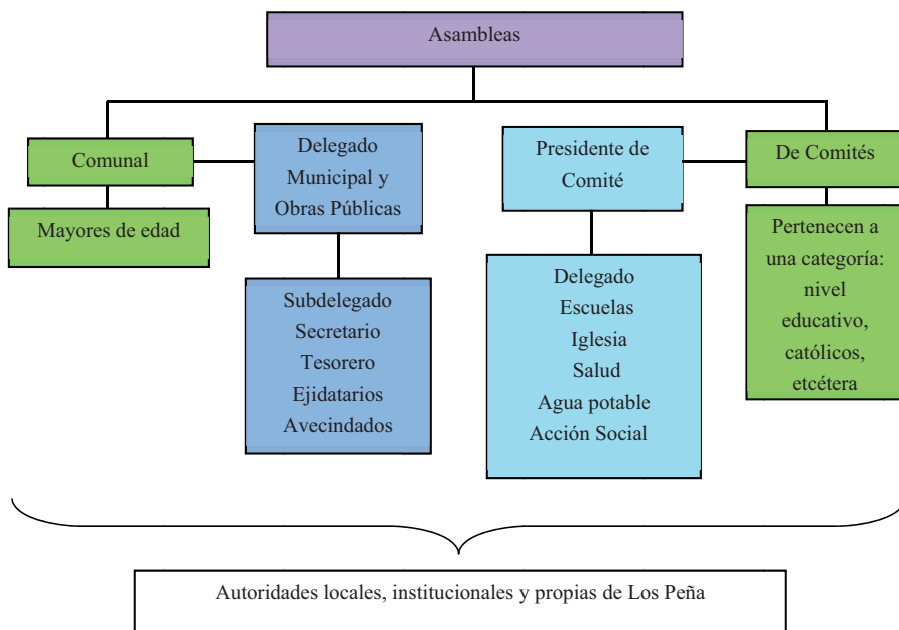 Asambleas
Comunal
Mayores de edad
Delegado
Municipal y
Obras Públicas
Subdelegado
Secretario
Tesorero
Ejidatarios
Avecindados
Presidente de
Comité
Delegado
Escuelas
Iglesia
Salud
Agua potable
Acción Social
De Comités
Pertenecen a
una categoría:
nivel
educativo,
católicos,
etcétera
Autoridades locales, institucionales y propias de Los Peña